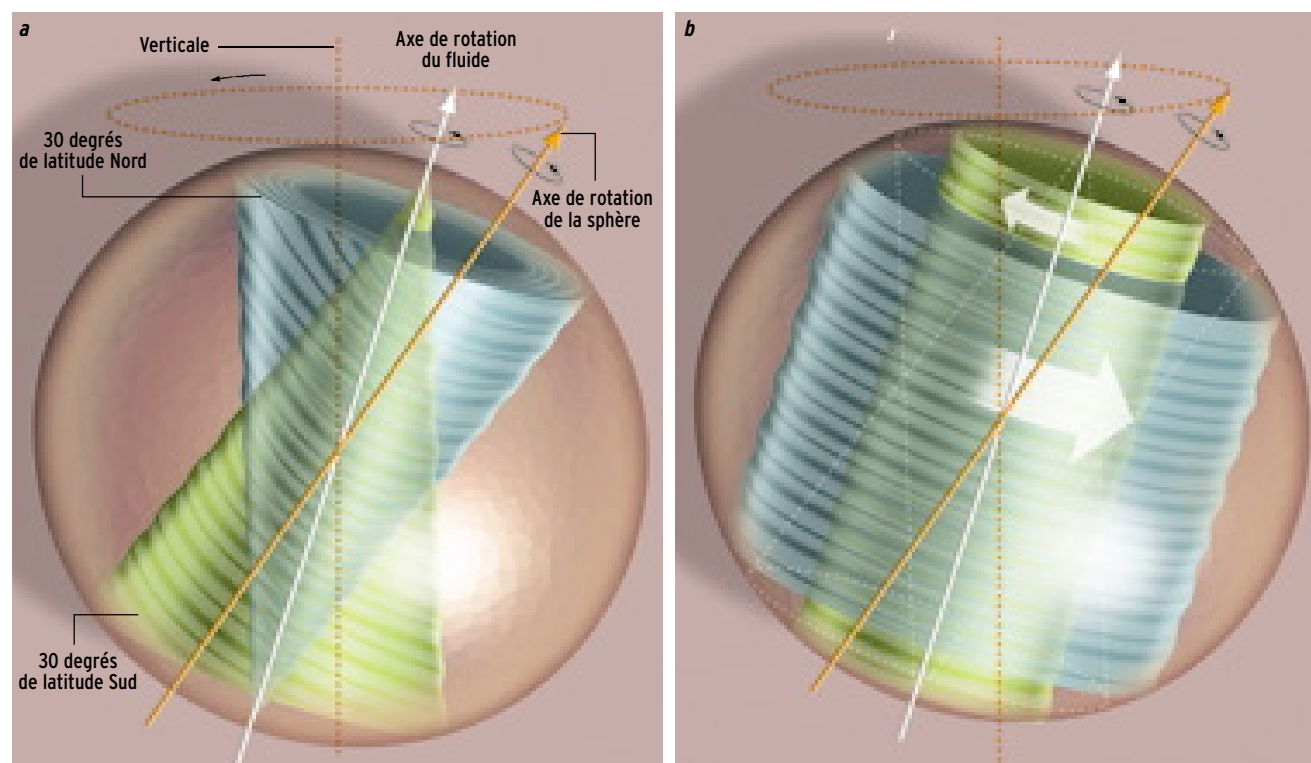 a
Verticale
Axe de rotation
du fluide
30 degrés
de latitude Nord
Axe de rotation
de la sphère
30 degrés
de latitude Sud
b